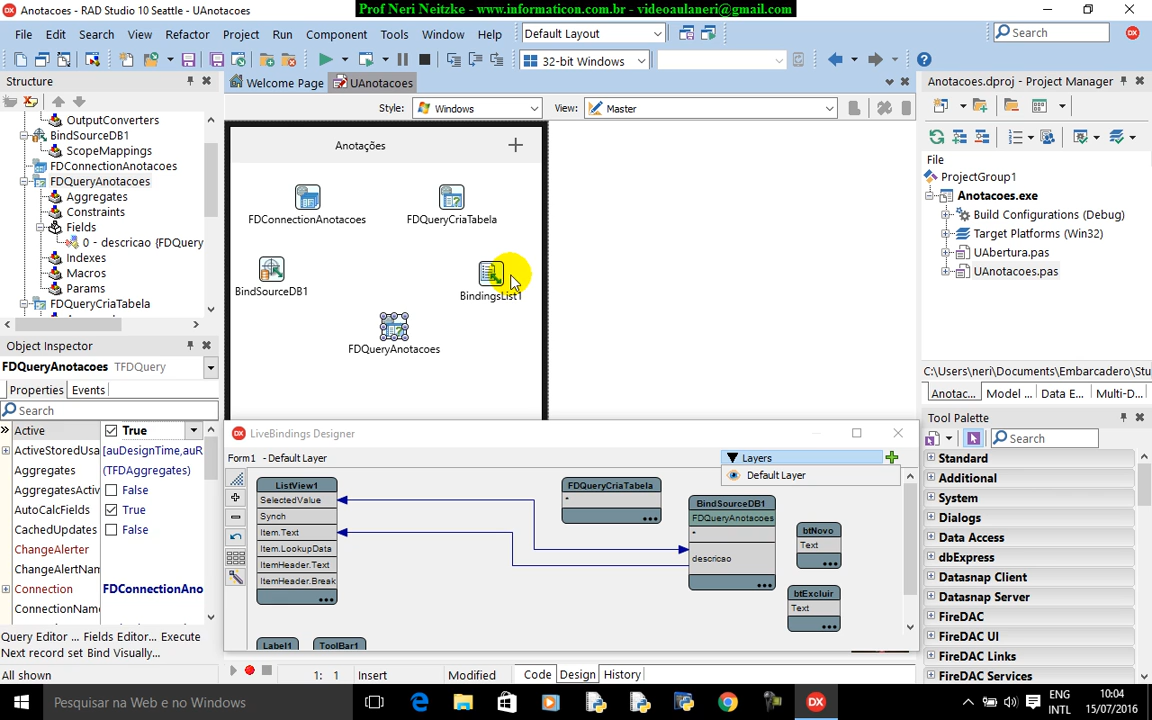 Anotacoes - RAD Studio 10 Seattle - UAnotacoes
Prof Neri Neitzke - www.informaticon.com.br - videoaulaneri@gmail.com
File Edit Search View Refactor Project Run Component Tools Window Help
Default Layout
Search
32-bit Windows
Structure
OutputConverters
BindSourceDB1
ScopeMappings
FDConnectionAnotacoes
FDQueryAnotacoes
Aggregates
Constraints
Fields
0 - descricao {FDQuery
Indexes
Macros
Params
FDQueryCriaTabela
Object Inspector
FDQueryAnotacoes TFDQuery
Properties Events
Search
Active True
ActiveStoredUsa [auDesignTime,auR
Aggregates (TFDAggregates)
AggregatesActiv False
AutoCalcFields True
CachedUpdates False
ChangeAlerter
ChangeAlertNam
Connection FDConnectionAno
ConnectionName
Query Editor ... Fields Editor... Execute
Next record set Bind Visually...
All shown
Welcome Page UAnotacoes
Style: Windows View: Master
Anotações
FDConnectionAnotacoes
FDQueryCriaTabela
BindSourceDB1
BindingsList1
FDQueryAnotacoes
LiveBindings Designer
Form1 - Default Layer
Layers
Default Layer
ListView1
SelectedValue
Synch
Item.Text
Item.LookupData
ItemHeader.Text
ItemHeader.Break
FDQueryCriaTabela
*
BindSourceDB1
FDQueryAnotacoes
*
descricao
btNovo
Text
btExcluir
Text
Label1
ToolBar1
1: 1 Insert Modified Code Design History
Anotacoes.dproj - Project Manager
File
ProjectGroup1
Anotacoes.exe
Build Configurations (Debug)
Target Platforms (Win32)
UAbertura.pas
UAnotacoes.pas
C:\Users\neri\Documents\Embarcadero\Stu
Anotac... Model ... Data E... Multi-D...
Tool Palette
Search
Standard
Additional
System
Dialogs
Data Access
dbExpress
Datasnap Client
Datasnap Server
FireDAC
FireDAC UI
FireDAC Links
FireDAC Services
Pesquisar na Web e no Windows
ENG
INTL
10:04
15/07/2016